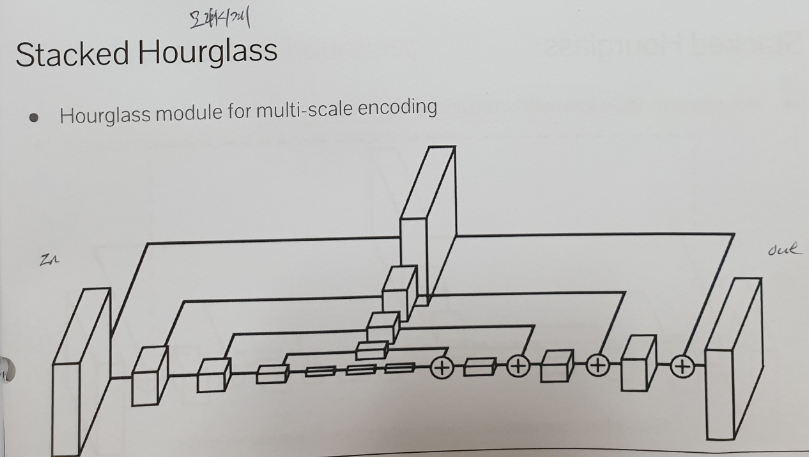 모래시계
Stacked Hourglass
● Hourglass module for multi-scale encoding
In
out